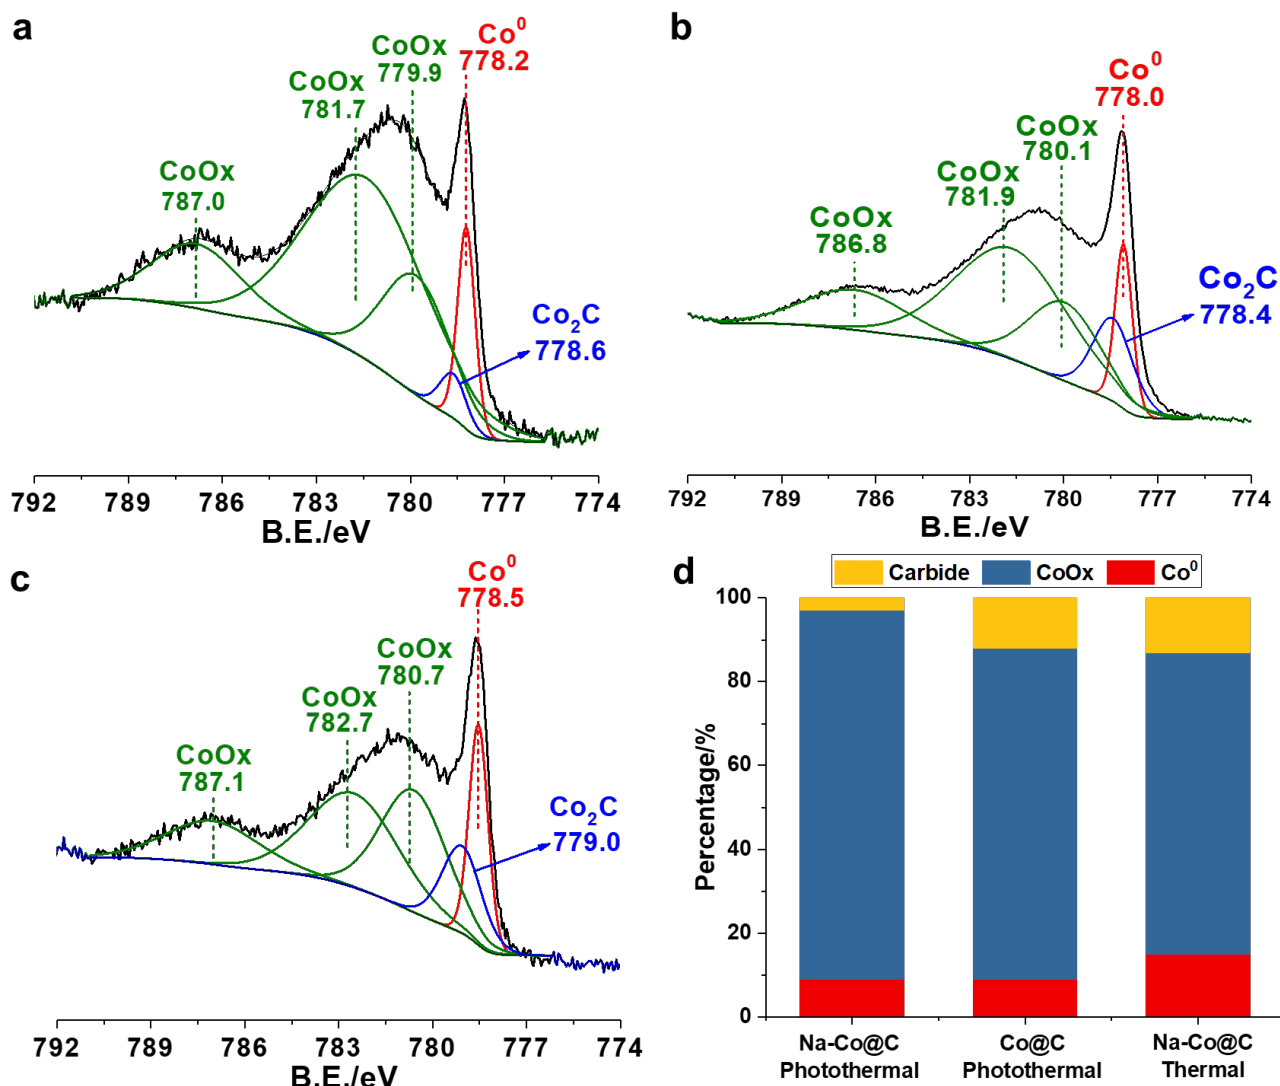 a
CoOx
779.9
Co⁰
778.2
CoOx
781.7
CoOx
787.0
Co₂C
778.6
792 789 786 783 780 777 774
B.E./eV
b
Co⁰
778.0
CoOx
780.1
CoOx
781.9
CoOx
786.8
Co₂C
778.4
792 789 786 783 780 777 774
B.E./eV
c
Co⁰
778.5
CoOx
780.7
CoOx
782.7
CoOx
787.1
Co₂C
779.0
792 789 786 783 780 777 774
B.E./eV
d
Carbide CoOx Co⁰
100
80
60
40
20
0
Percentage/%
Na-Co@C
Photothermal
Co@C
Photothermal
Na-Co@C
Thermal